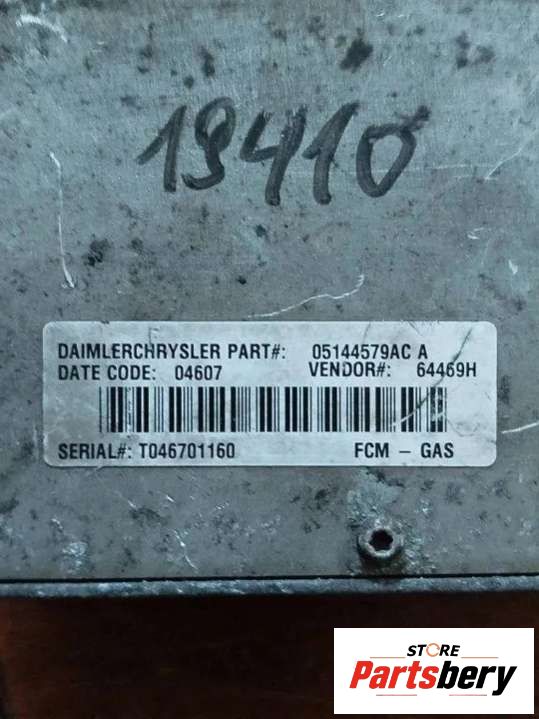 19410
DAIMLERCHRYSLER PART#: 05144579AC A
DATE CODE: 04607 VENDOR#: 64469H
SERIAL#: T046701160 FCM - GAS
STORE
Partsbery